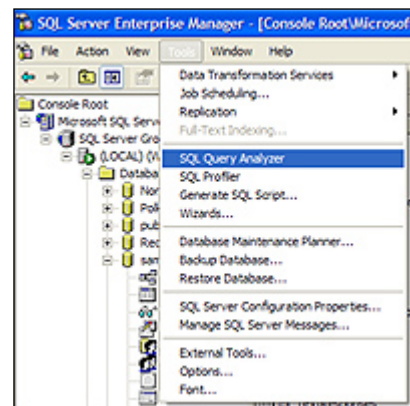 SQL Server Enterprise Manager - [Console Root\Microsof
File Action View Tools Window Help
Console Root
Microsoft SQL Serv
SQL Server Gro
(LOCAL) (W
Databa
Nor
Poli
pub
Rec
sam
Data Transformation Services
Job Scheduling...
Replication
Full-Text Indexing...
SQL Query Analyzer
SQL Profiler
Generate SQL Script...
Wizards...
Database Maintenance Planner...
Backup Database...
Restore Database...
SQL Server Configuration Properties...
Manage SQL Server Messages...
External Tools...
Options...
Font...